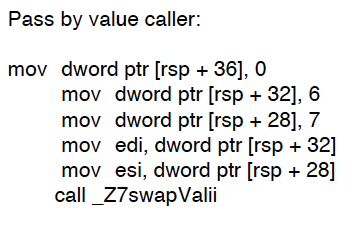 Pass by value caller:
mov dword ptr [rsp + 36], 0
mov dword ptr [rsp + 32], 6
mov dword ptr [rsp + 28], 7
mov edi, dword ptr [rsp + 32]
mov esi, dword ptr [rsp + 28]
call _Z7swapValii